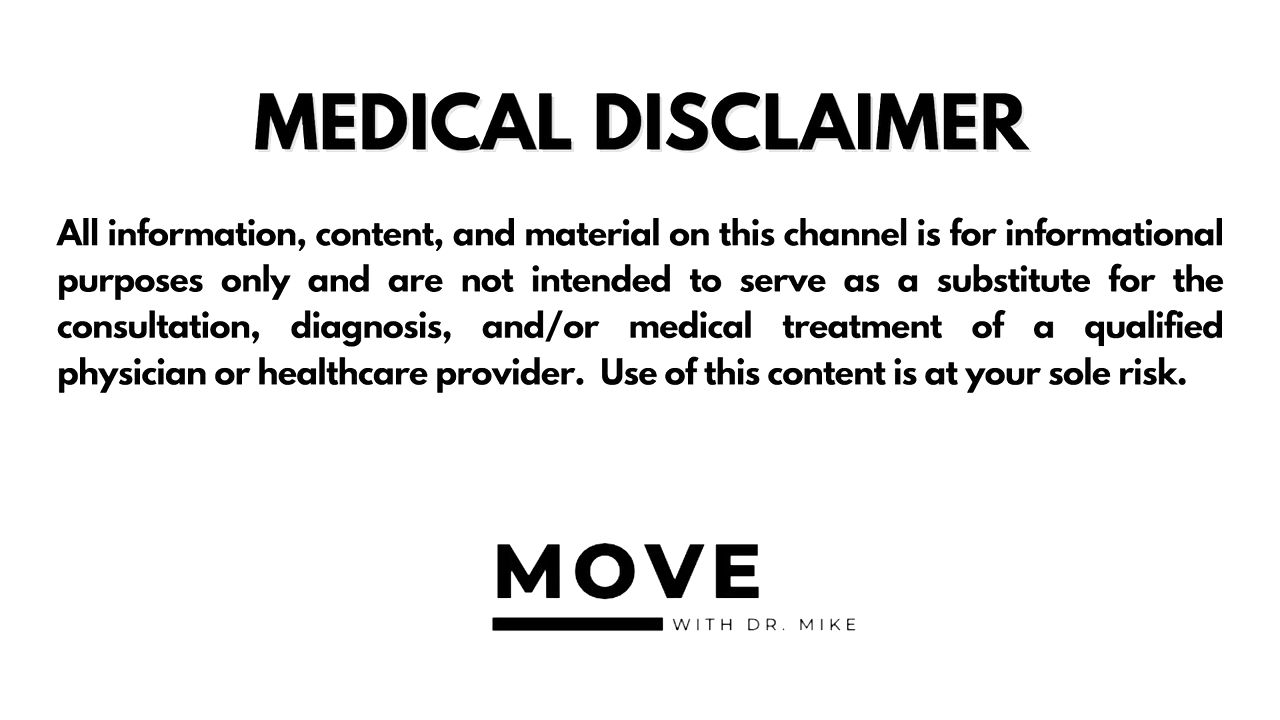 MEDICAL DISCLAIMER
All information, content, and material on this channel is for informational
purposes only and are not intended to serve as a substitute for the
consultation, diagnosis, and/or medical treatment of a qualified
physician or healthcare provider.  Use of this content is at your sole risk.
MOVE
WITH DR. MIKE